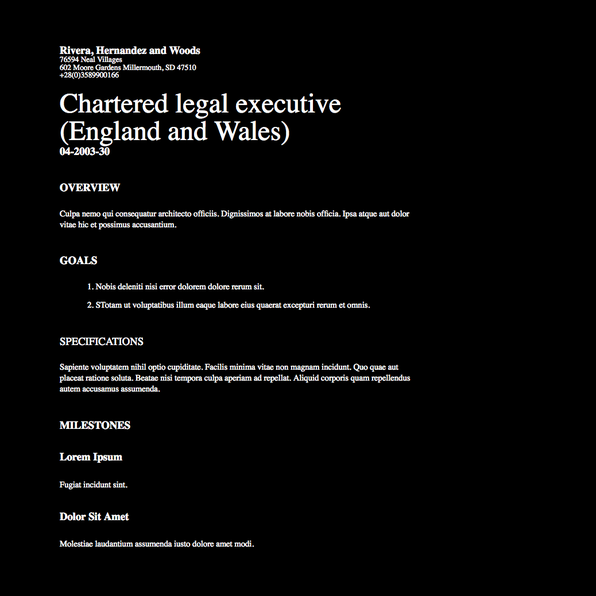 Rivera, Hernandez and Woods
76594 Neal Villages
602 Moore Gardens Millermouth, SD 47510
+28(0)3589900166
Chartered legal executive
(England and Wales)
04-2003-30
OVERVIEW
Culpa nemo qui consequatur architecto officiis. Dignissimos at labore nobis officia. Ipsa atque aut dolor
vitae hic et possimus accusantium.
GOALS
1. Nobis deleniti nisi error dolorem dolore rerum sit.
2. STotam ut voluptatibus illum eaque labore eius quaerat excepturi rerum et omnis.
SPECIFICATIONS
Sapiente voluptatem nihil optio cupiditate. Facilis minima vitae non magnam incidunt. Quo quae aut
placeat ratione soluta. Beatae nisi tempora culpa aperiam ad repellat. Aliquid corporis quam repellendus
autem accusamus assumenda.
MILESTONES
Lorem Ipsum
Fugiat incidunt sint.
Dolor Sit Amet
Molestiae laudantium assumenda iusto dolore amet modi.